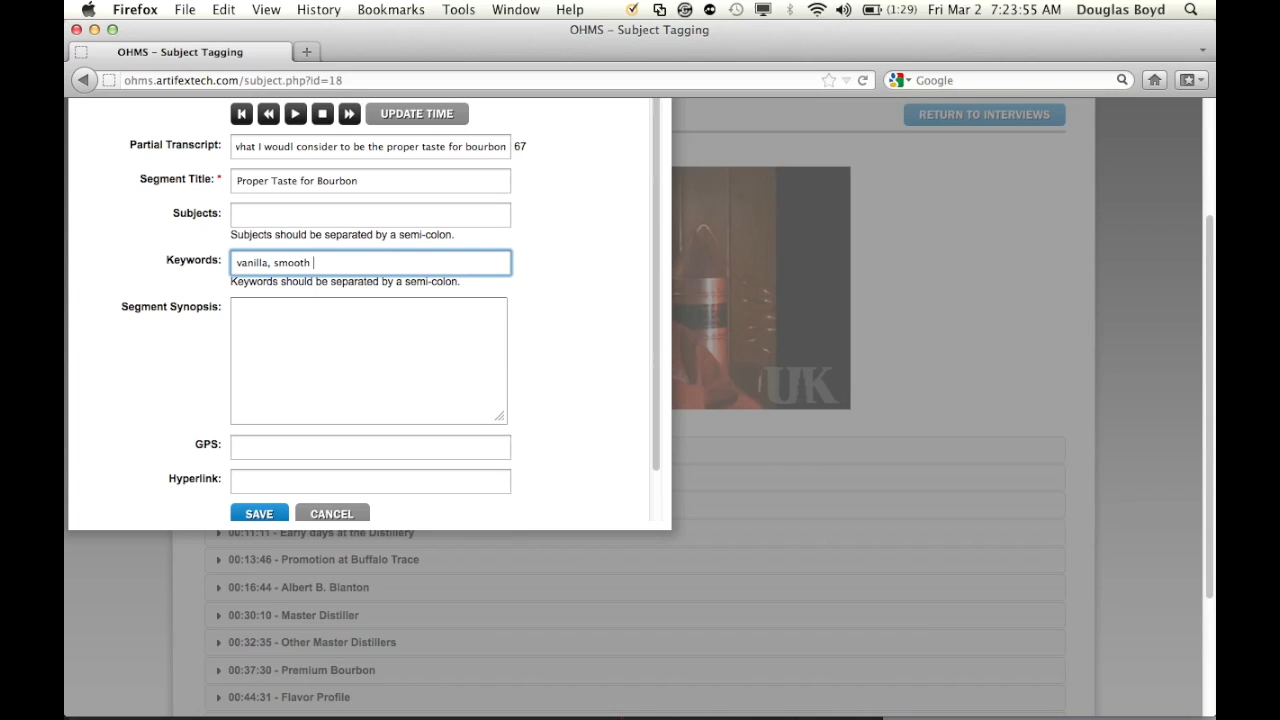 Firefox File Edit View History Bookmarks Tools Window Help (1:29) Fri Mar 2 7:23:55 AM Douglas Boyd
OHMS – Subject Tagging
OHMS – Subject Tagging
ohms.artifextech.com/subject.php?id=18 Google
UPDATE TIME
RETURN TO INTERVIEWS
Partial Transcript: vhat I woudl consider to be the proper taste for bourbon 67
Segment Title: * Proper Taste for Bourbon
Subjects:
Subjects should be separated by a semi-colon.
Keywords: vanilla, smooth
Keywords should be separated by a semi-colon.
Segment Synopsis:
UK
GPS:
Hyperlink:
SAVE CANCEL
00:11:11 - Early days at the Distillery
00:13:46 - Promotion at Buffalo Trace
00:16:44 - Albert B. Blanton
00:30:10 - Master Distiller
00:32:35 - Other Master Distillers
00:37:30 - Premium Bourbon
00:44:31 - Flavor Profile